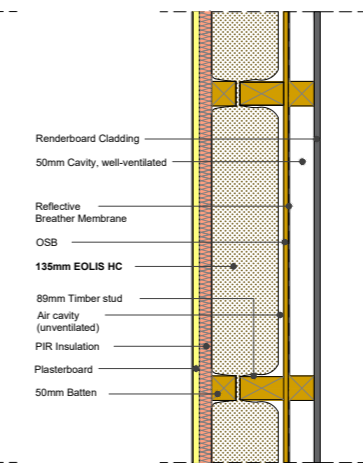 Renderboard Cladding
50mm Cavity, well-ventilated
Reflective
Breather Membrane
OSB
135mm EOLIS HC
89mm Timber stud
Air cavity
(unventilated)
PIR Insulation
Plasterboard
50mm Batten